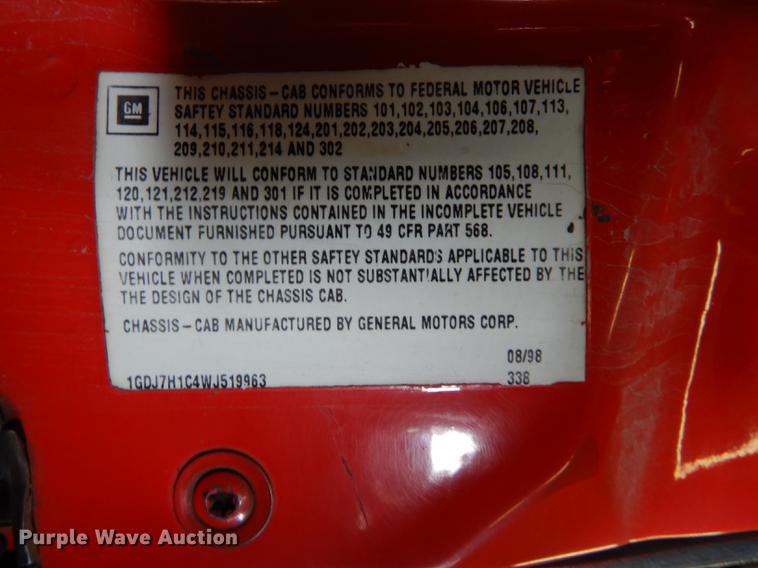 GM
THIS CHASSIS-CAB CONFORMS TO FEDERAL MOTOR VEHICLE
SAFTEY STANDARD NUMBERS 101,102,103,104,106,107,113,
114,115,116,118,124,201,202,203,204,205,206,207,208,
209,210,211,214 AND 302
THIS VEHICLE WILL CONFORM TO STANDARD NUMBERS 105,108,111,
120,121,212,219 AND 301 IF IT IS COMPLETED IN ACCORDANCE
WITH THE INSTRUCTIONS CONTAINED IN THE INCOMPLETE VEHICLE
DOCUMENT FURNISHED PURSUANT TO 49 CFR PART 568.
CONFORMITY TO THE OTHER SAFTEY STANDARDS APPLICABLE TO THIS
VEHICLE WHEN COMPLETED IS NOT SUBSTANTIALLY AFFECTED BY THE
THE DESIGN OF THE CHASSIS CAB.
CHASSIS-CAB MANUFACTURED BY GENERAL MOTORS CORP.
08/98
1GDJ7H1C4WJ519963 338
Purple Wave Auction